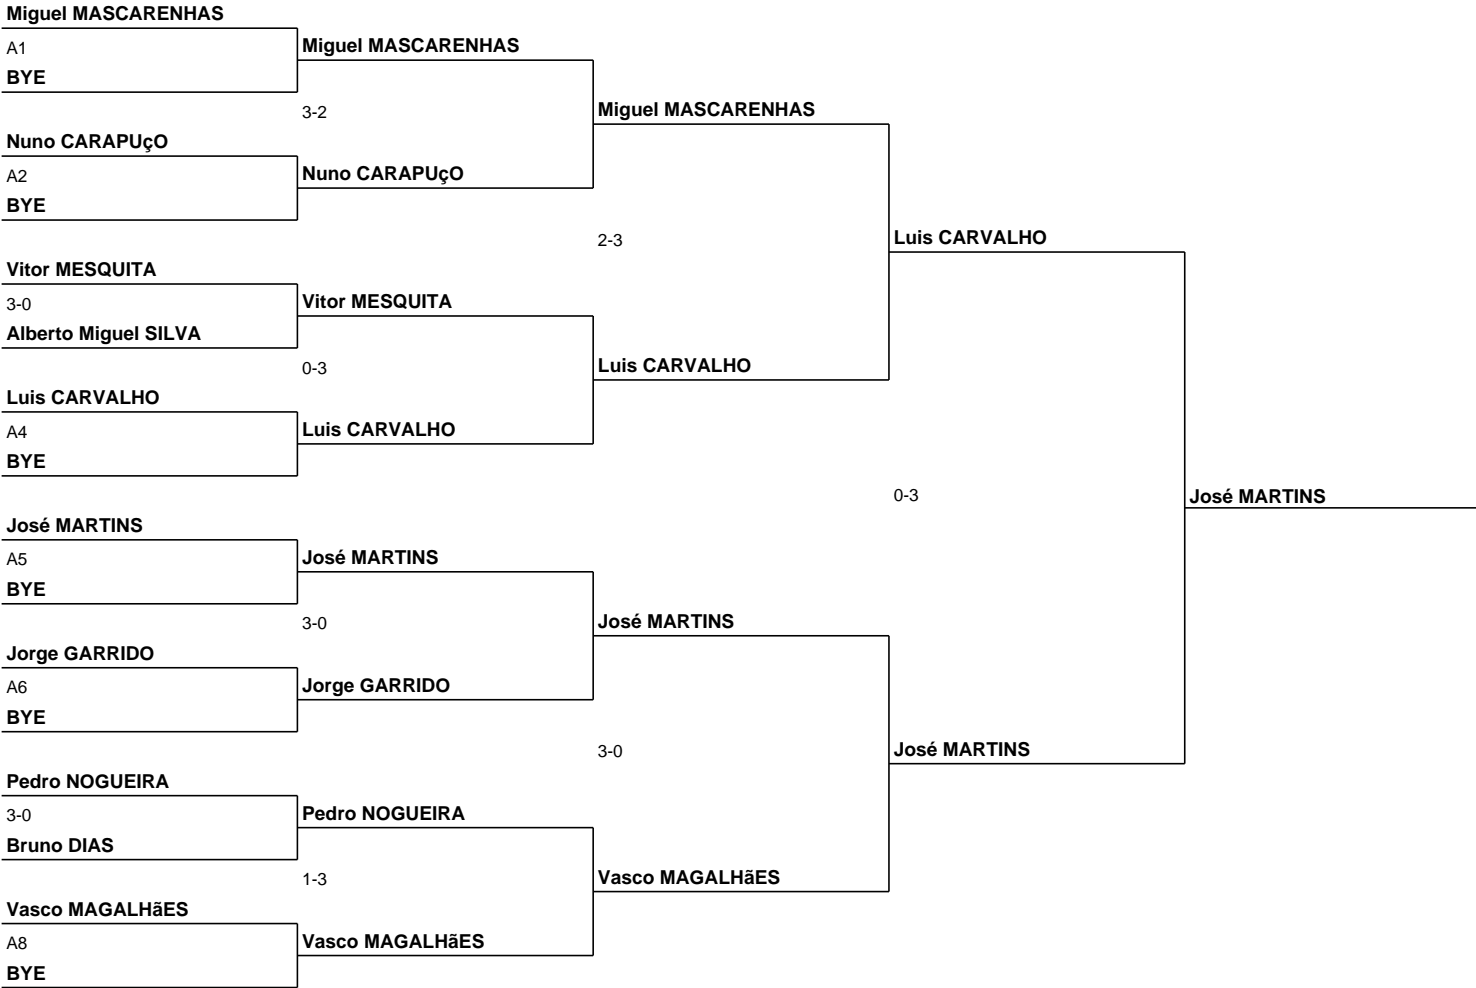 Miguel MASCARENHAS
A1
BYE
Nuno CARAPUçO
A2
BYE
Vitor MESQUITA
3-0
Alberto Miguel SILVA
Luis CARVALHO
A4
BYE
José MARTINS
A5
BYE
Jorge GARRIDO
A6
BYE
Pedro NOGUEIRA
3-0
Bruno DIAS
Vasco MAGALHãES
A8
BYE
Miguel MASCARENHAS
3-2
Nuno CARAPUçO
Vitor MESQUITA
0-3
Luis CARVALHO
José MARTINS
3-0
Jorge GARRIDO
Pedro NOGUEIRA
1-3
Vasco MAGALHãES
Miguel MASCARENHAS
2-3
Luis CARVALHO
José MARTINS
3-0
Vasco MAGALHãES
Luis CARVALHO
0-3
José MARTINS
José MARTINS